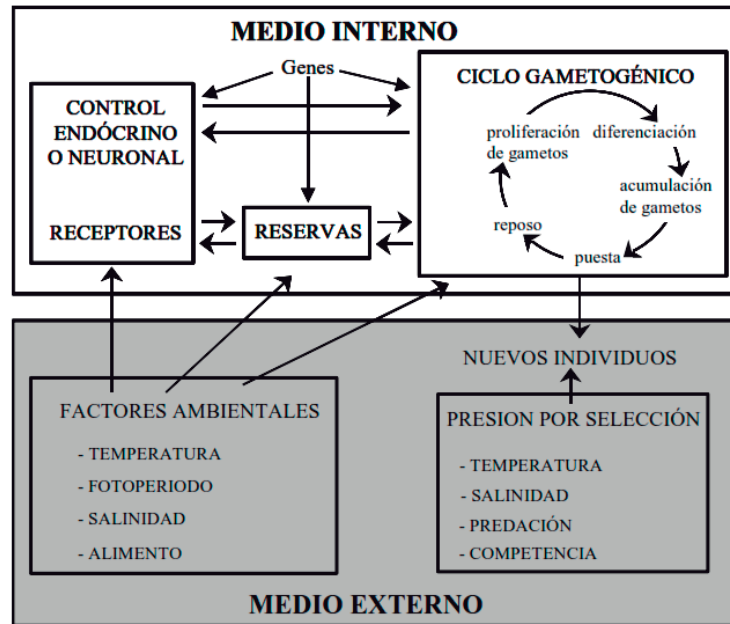 MEDIO INTERNO
Genes
CONTROL
ENDÓCRINO
O NEURONAL
RECEPTORES
RESERVAS
CICLO GAMETOGÉNICO
proliferación
de gametos
diferenciación
acumulación
de gametos
puesta
reposo
NUEVOS INDIVIDUOS
FACTORES AMBIENTALES
- TEMPERATURA
- FOTOPERIODO
- SALINIDAD
- ALIMENTO
PRESION POR SELECCIÓN
- TEMPERATURA
- SALINIDAD
- PREDACIÓN
- COMPETENCIA
MEDIO EXTERNO